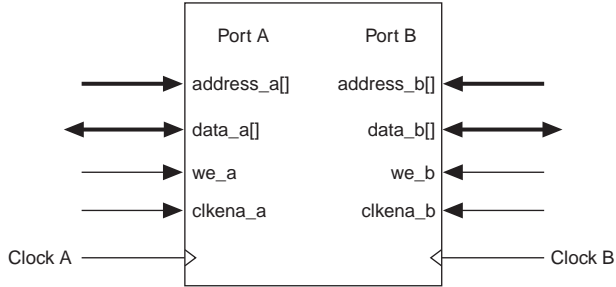 Port A Port B
address_a[] address_b[]
data_a[] data_b[]
we_a we_b
clkena_a clkena_b
Clock A Clock B